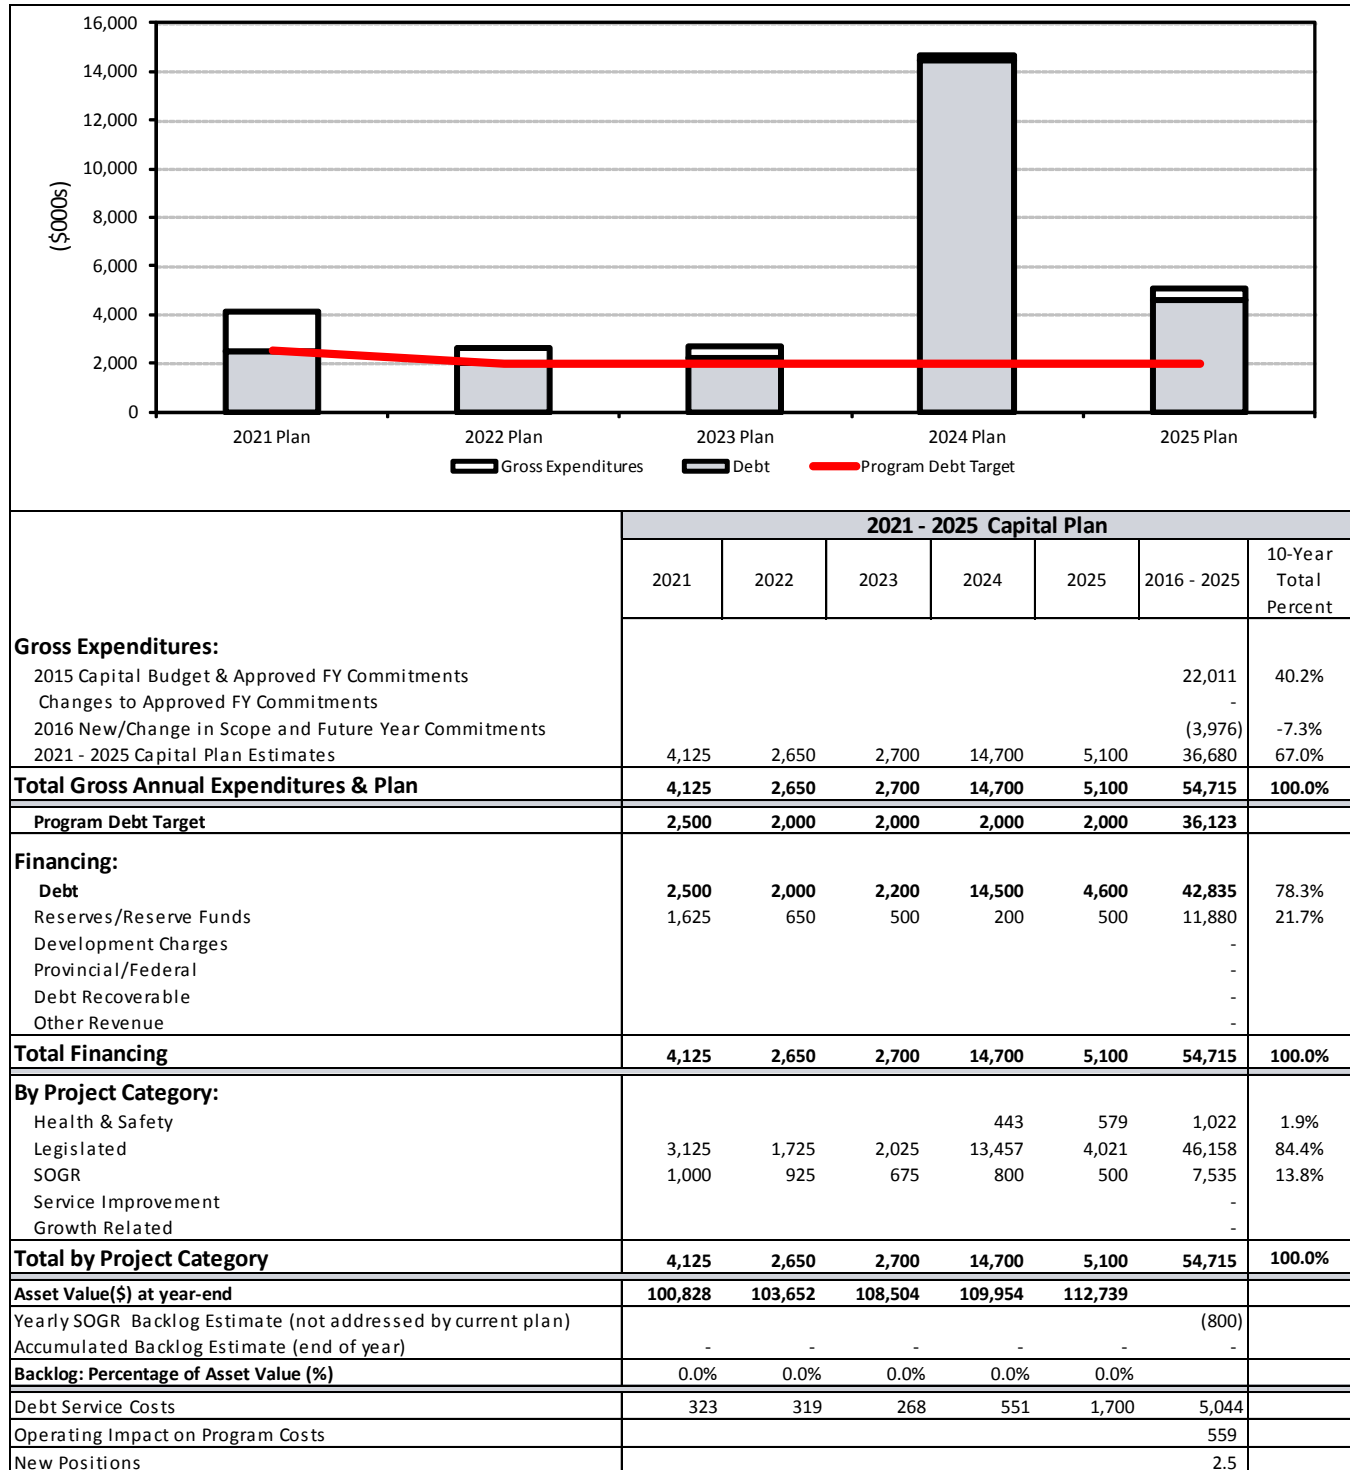 16,000
14,000
12,000
10,000
8,000
6,000
4,000
2,000
0
($000s)
2021 Plan 2022 Plan 2023 Plan 2024 Plan 2025 Plan
Gross Expenditures Debt Program Debt Target
2021 - 2025 Capital Plan
2021 2022 2023 2024 2025 2016 - 2025 10-Year Total Percent
Gross Expenditures:
2015 Capital Budget & Approved FY Commitments 22,011 40.2%
Changes to Approved FY Commitments -
2016 New/Change in Scope and Future Year Commitments (3,976) -7.3%
2021 - 2025 Capital Plan Estimates 4,125 2,650 2,700 14,700 5,100 36,680 67.0%
Total Gross Annual Expenditures & Plan 4,125 2,650 2,700 14,700 5,100 54,715 100.0%
Program Debt Target 2,500 2,000 2,000 2,000 2,000 36,123
Financing:
Debt 2,500 2,000 2,200 14,500 4,600 42,835 78.3%
Reserves/Reserve Funds 1,625 650 500 200 500 11,880 21.7%
Development Charges -
Provincial/Federal -
Debt Recoverable -
Other Revenue -
Total Financing 4,125 2,650 2,700 14,700 5,100 54,715 100.0%
By Project Category:
Health & Safety 443 579 1,022 1.9%
Legislated 3,125 1,725 2,025 13,457 4,021 46,158 84.4%
SOGR 1,000 925 675 800 500 7,535 13.8%
Service Improvement -
Growth Related -
Total by Project Category 4,125 2,650 2,700 14,700 5,100 54,715 100.0%
Asset Value($) at year-end 100,828 103,652 108,504 109,954 112,739
Yearly SOGR Backlog Estimate (not addressed by current plan) (800)
Accumulated Backlog Estimate (end of year) - - - - - -
Backlog: Percentage of Asset Value (%) 0.0% 0.0% 0.0% 0.0% 0.0%
Debt Service Costs 323 319 268 551 1,700 5,044
Operating Impact on Program Costs 559
New Positions 2.5